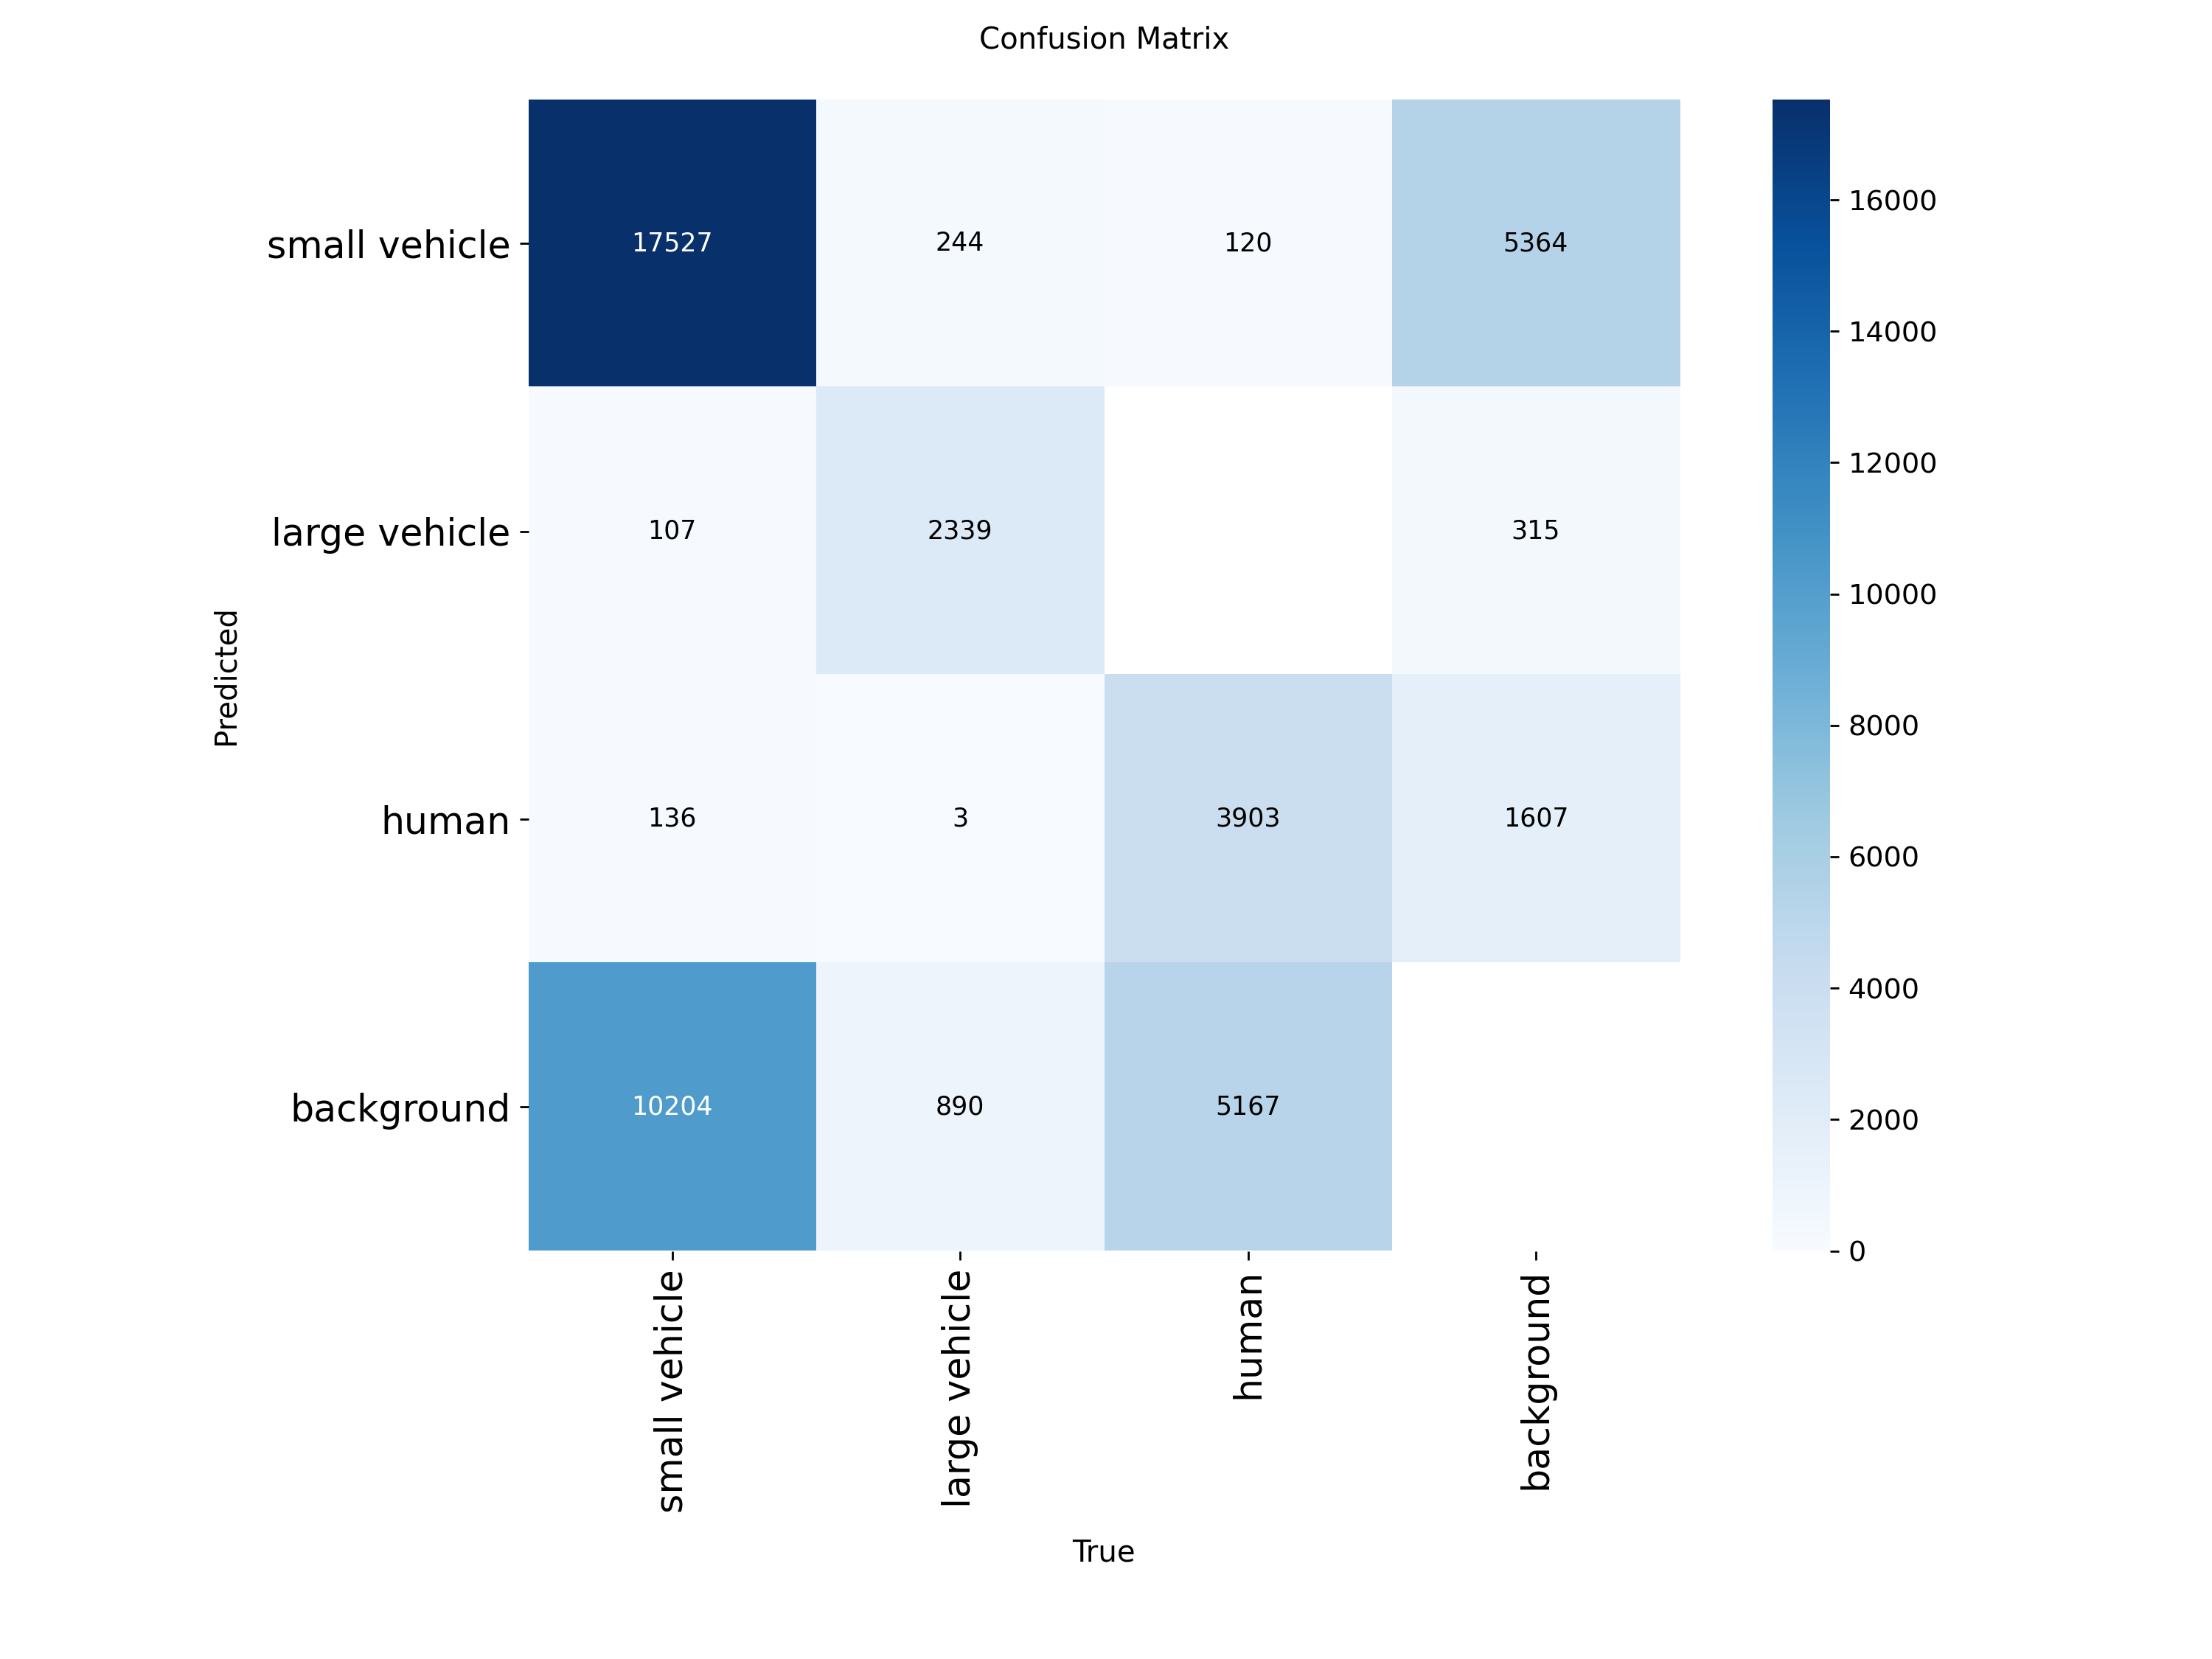 Confusion Matrix
small vehicle
17527 244 120 5364
16000
14000
large vehicle
107 2339 315
12000
10000
Predicted
8000
human
136 3 3903 1607
6000
4000
background
10204 890 5167
2000
0
small vehicle
large vehicle
human
background
True